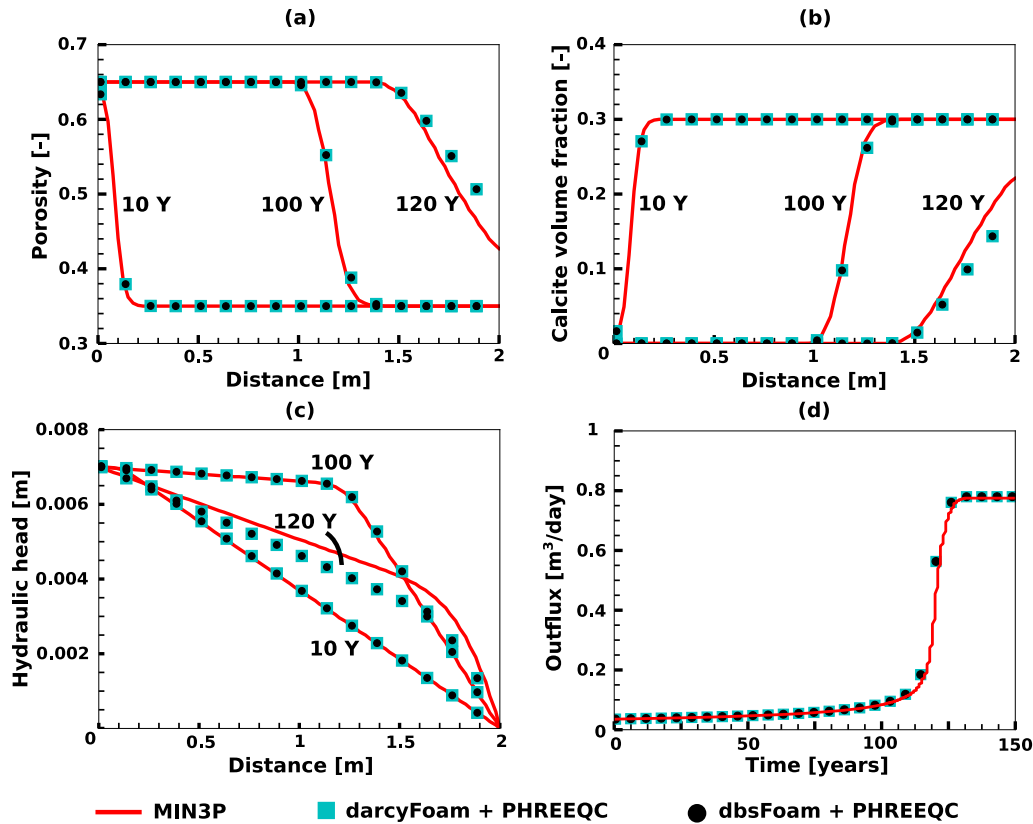 (a)
0.7
0.6
0.5
0.4
0.3
Porosity [-]
10 Y
100 Y
120 Y
0
0.5
1
1.5
2
Distance [m]
(b)
0.4
0.3
0.2
0.1
0
Calcite volume fraction [-]
10 Y
100 Y
120 Y
0.5
1
1.5
2
Distance [m]
(c)
0.008
0.006
0.004
0.002
0
Hydraulic head [m]
100 Y
120 Y
10 Y
0.5
1
1.5
2
Distance [m]
(d)
1
0.8
0.6
0.4
0.2
0
Outflux [m³/day]
0
50
100
150
Time [years]
MIN3P
darcyFoam + PHREEQC
dbsFoam + PHREEQC